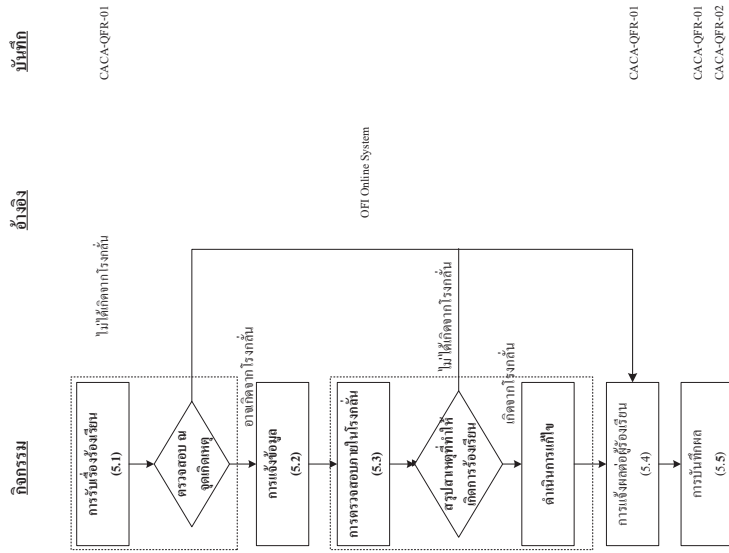 กิจกรรม
อ้างอิง
บันทึก
การรับเรื่องร้องเรียน
(5.1)
CACA-QFR-01
ไม่ได้เกิดจากโรงกลั่น
ตรวจสอบ ณ
จุดเกิดเหตุ
อาจเกิดจากโรงกลั่น
การแจ้งข้อมูล
(5.2)
การตรวจสอบภายในโรงกลั่น
(5.3)
OFI Online System
สรุปสาเหตุที่ทำให้
เกิดการร้องเรียน
ไม่ได้เกิดจากโรงกลั่น
เกิดจากโรงกลั่น
ดำเนินการแก้ไข
การแจ้งผลต่อผู้ร้องเรียน
(5.4)
CACA-QFR-01
การบันทึกผล
(5.5)
CACA-QFR-01
CACA-QFR-02